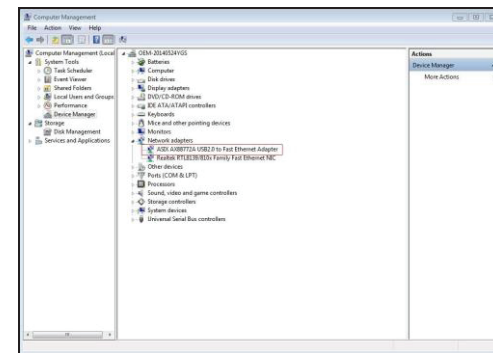 Computer Management
File Action View Help
Computer Management (Local
System Tools
Task Scheduler
Event Viewer
Shared Folders
Local Users and Groups
Performance
Device Manager
Storage
Disk Management
Services and Applications
OEM-20140324YGS
Batteries
Computer
Disk drives
Display adapters
DVD/CD-ROM drives
IDE ATA/ATAPI controllers
Keyboards
Mice and other pointing devices
Monitors
Network adapters
ASIX AX88772A USB2.0 to Fast Ethernet Adapter
Realtek RTL8139/810x Family Fast Ethernet NIC
Other devices
Ports (COM & LPT)
Processors
Sound, video and game controllers
Storage controllers
System devices
Universal Serial Bus controllers
Actions
Device Manager
More Actions